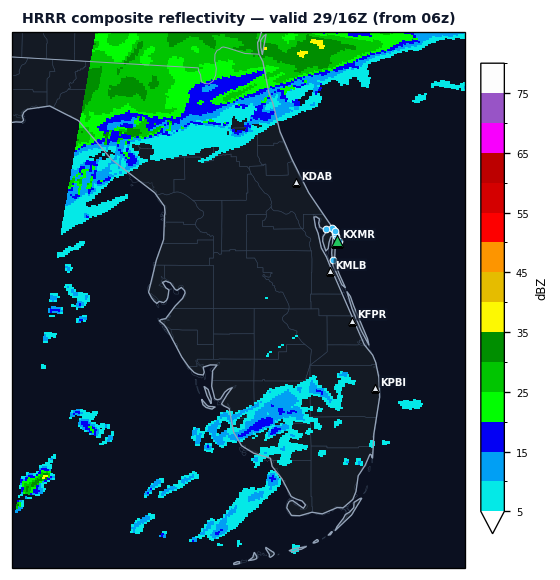 HRRR composite reflectivity — valid 29/16Z (from 06z)
KDAB
KXMR
KMLB
KFPR
KPBI
75
65
55
45
35
25
15
5
dBZ